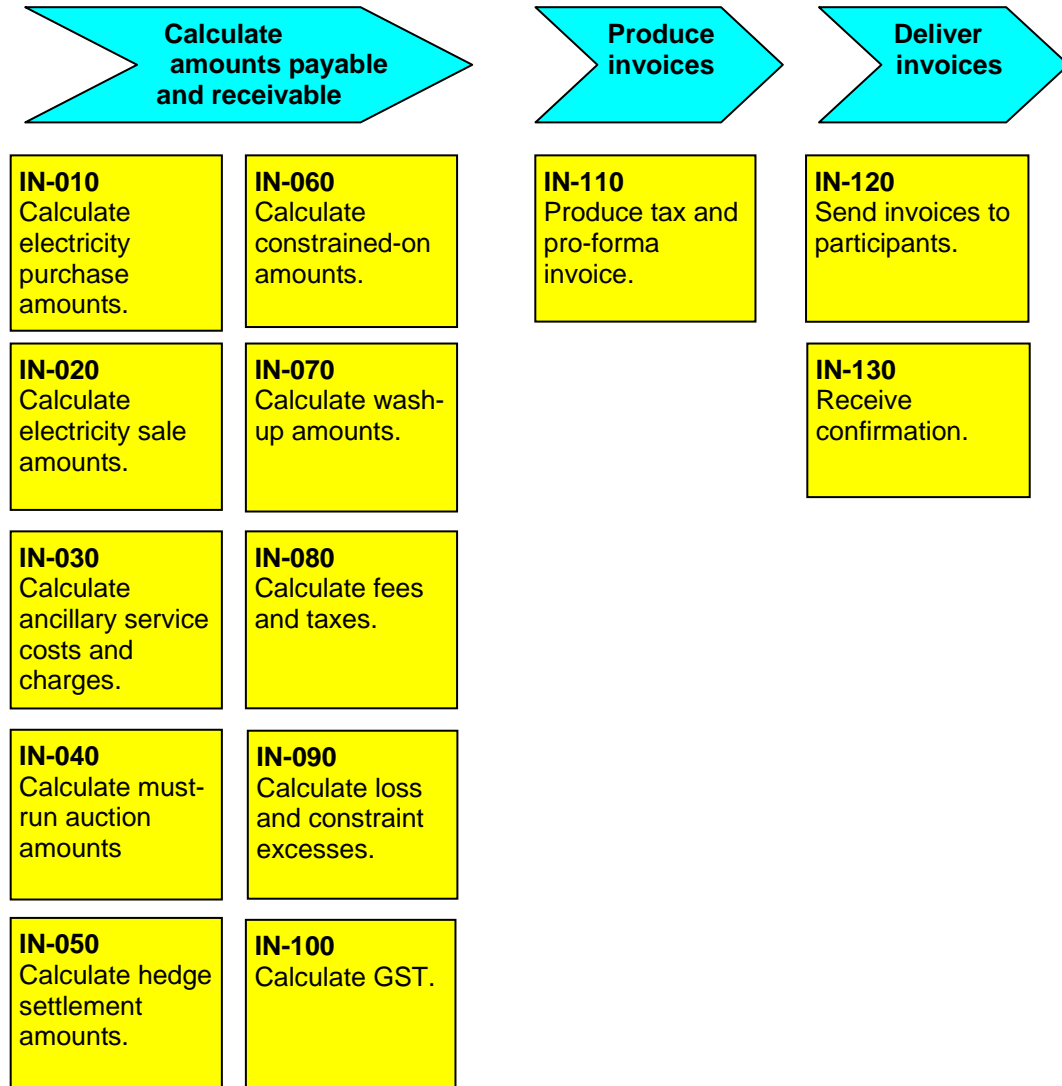 Calculate
amounts payable
and receivable
Produce
invoices
Deliver
invoices
IN-010
Calculate
electricity
purchase
amounts.
IN-060
Calculate
constrained-on
amounts.
IN-110
Produce tax and
pro-forma
invoice.
IN-120
Send invoices to
participants.
IN-020
Calculate
electricity sale
amounts.
IN-070
Calculate wash-
up amounts.
IN-130
Receive
confirmation.
IN-030
Calculate
ancillary service
costs and
charges.
IN-080
Calculate fees
and taxes.
IN-040
Calculate must-
run auction
amounts
IN-090
Calculate loss
and constraint
excesses.
IN-050
Calculate hedge
settlement
amounts.
IN-100
Calculate GST.